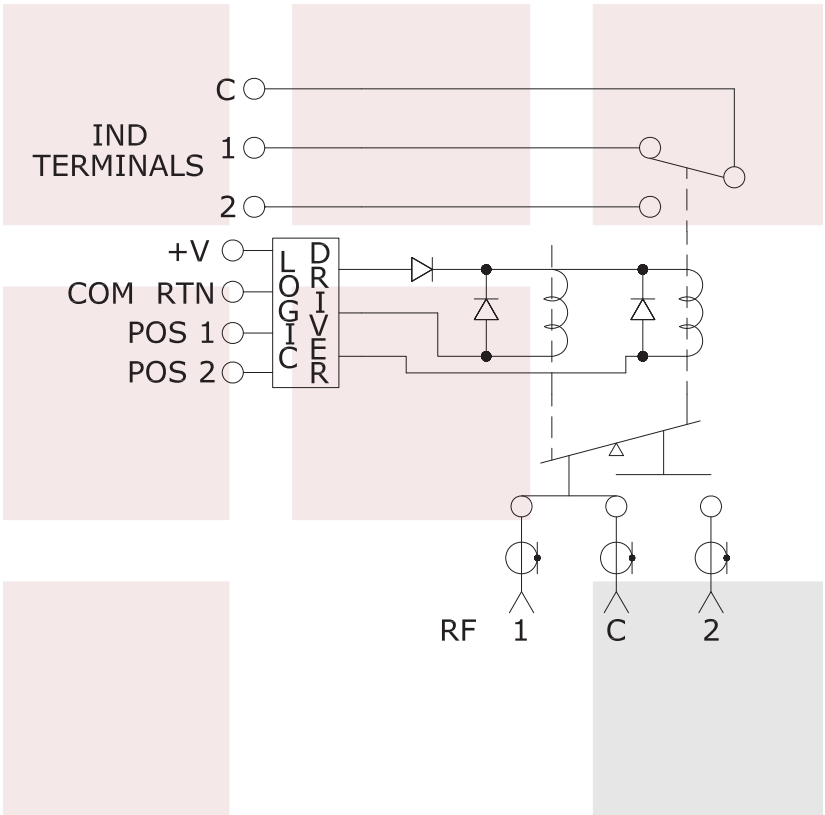 C
IND
TERMINALS
1
2
+V
COM RTN
POS 1
POS 2
LOGIC
DRIVER
RF 1 C 2